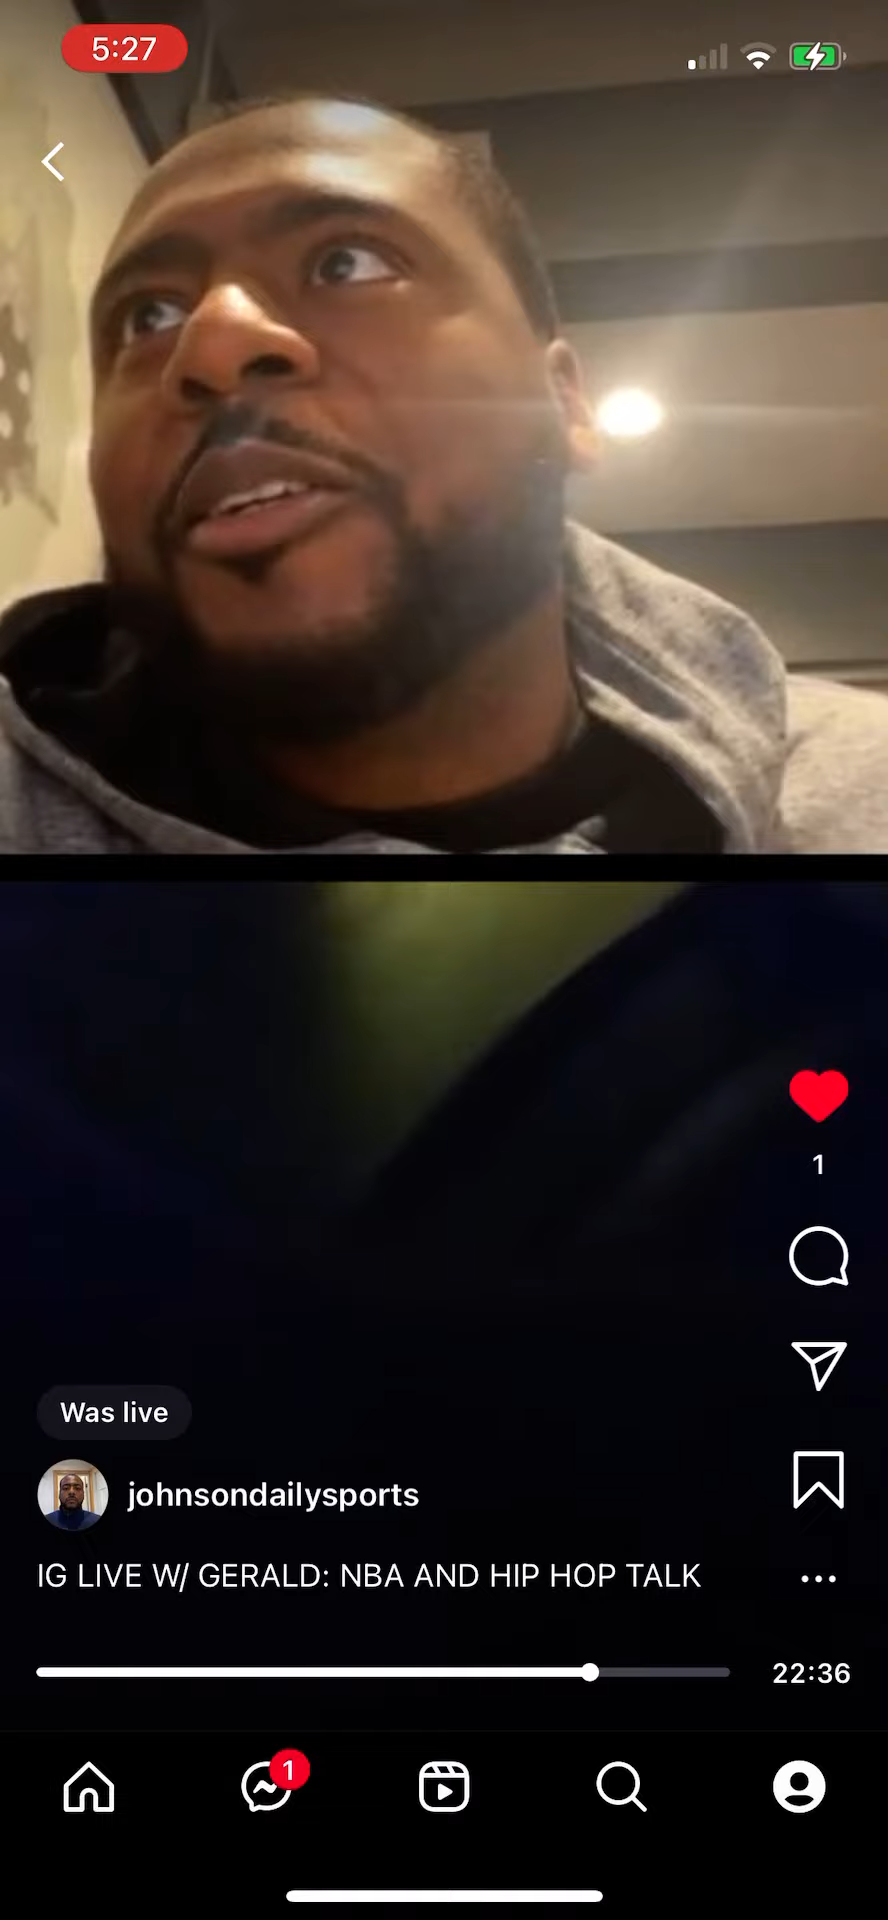 5:27
1
Was live
johnsondailysports
IG LIVE W/ GERALD: NBA AND HIP HOP TALK
22:36
1